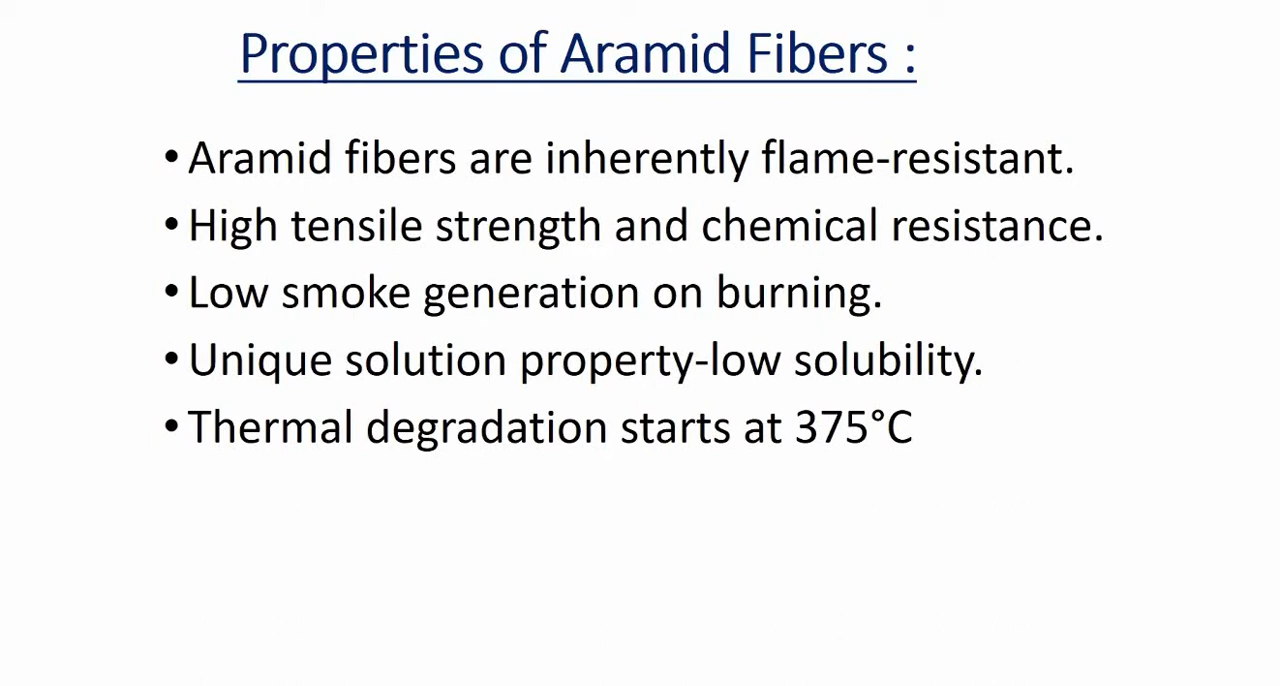 Properties of Aramid Fibers :
• Aramid fibers are inherently flame-resistant.
• High tensile strength and chemical resistance.
• Low smoke generation on burning.
• Unique solution property-low solubility.
• Thermal degradation starts at 375°C